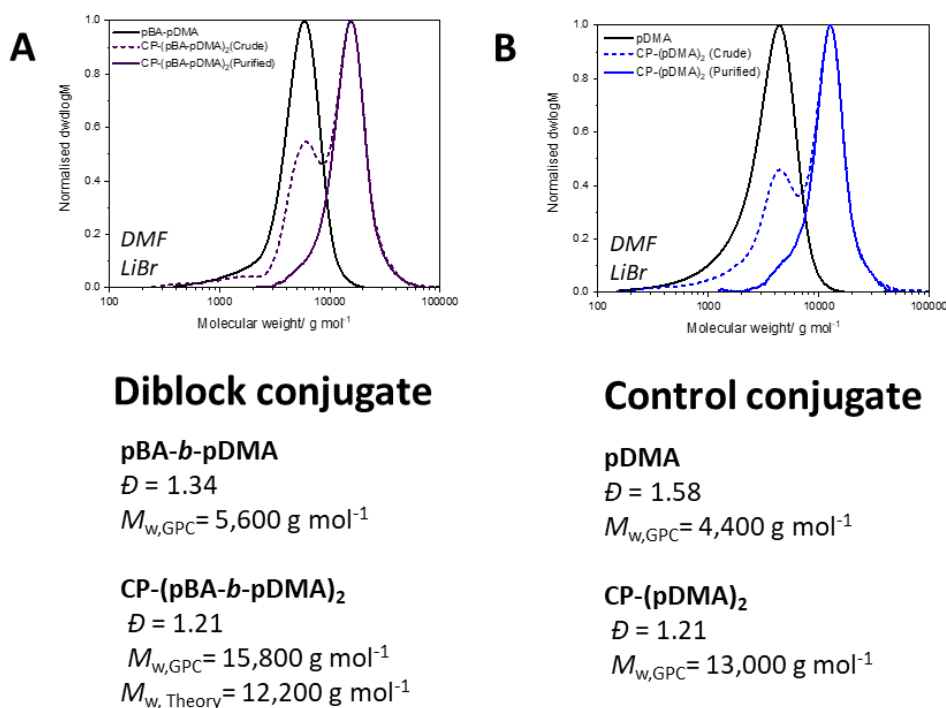 A
pBA-pDMA
CP-(pBA-pDMA)₂(Crude)
CP-(pBA-pDMA)₂(Purified)
Normalised dwdlogM
1.0
0.8
0.6
0.4
0.2
0.0
DMF
LiBr
100
1000
10000
100000
Molecular weight/ g mol⁻¹
B
pDMA
CP-(pDMA)₂ (Crude)
CP-(pDMA)₂ (Purified)
Normalised dwdlogM
1.0
0.8
0.6
0.4
0.2
0.0
DMF
LiBr
100
1000
10000
100000
Molecular weight/ g mol⁻¹
Diblock conjugate
pBA-b-pDMA
Đ = 1.34
Mw,GPC= 5,600 g mol⁻¹
CP-(pBA-b-pDMA)₂
Đ = 1.21
Mw,GPC= 15,800 g mol⁻¹
Mw, Theory= 12,200 g mol⁻¹
Control conjugate
pDMA
Đ = 1.58
Mw,GPC= 4,400 g mol⁻¹
CP-(pDMA)₂
Đ = 1.21
Mw,GPC= 13,000 g mol⁻¹